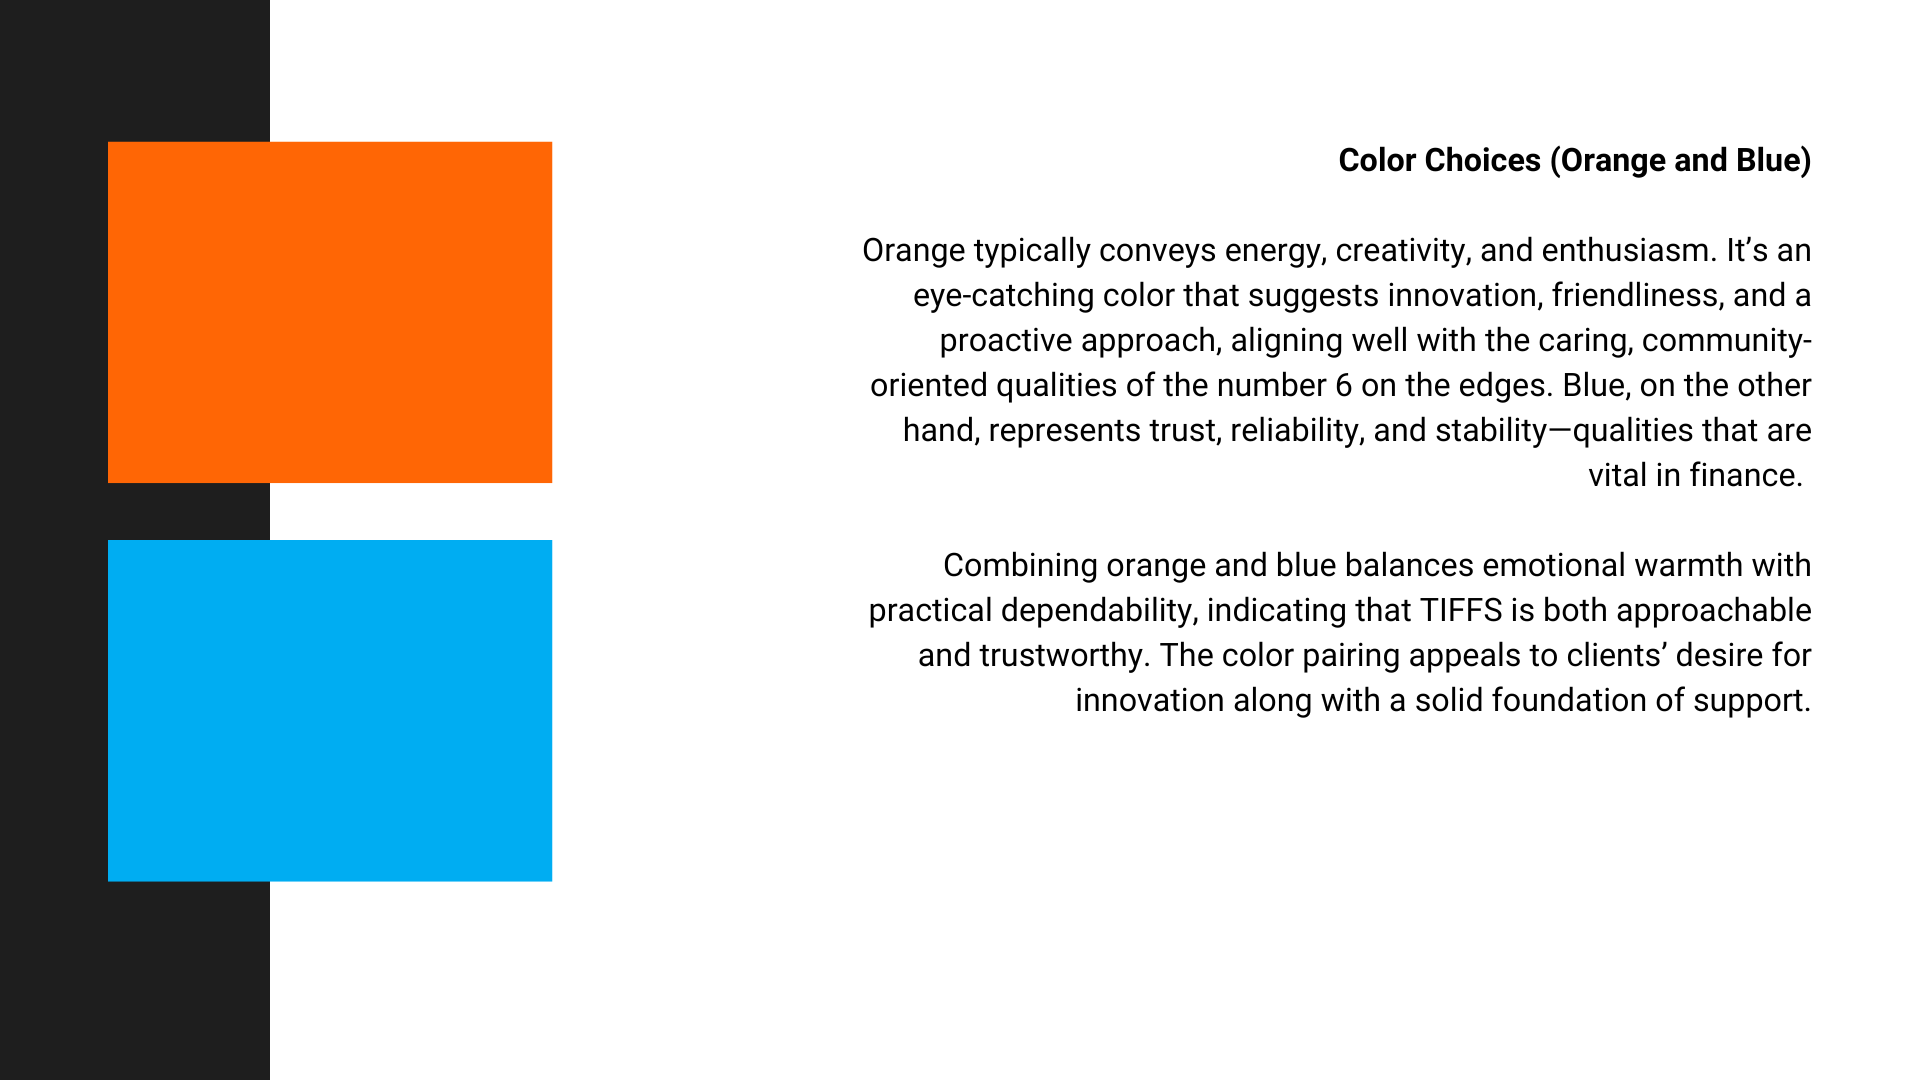 Color Choices (Orange and Blue)
Orange typically conveys energy, creativity, and enthusiasm. It’s an
eye-catching color that suggests innovation, friendliness, and a
proactive approach, aligning well with the caring, community-
oriented qualities of the number 6 on the edges. Blue, on the other
hand, represents trust, reliability, and stability—qualities that are
vital in finance.
Combining orange and blue balances emotional warmth with
practical dependability, indicating that TIFFS is both approachable
and trustworthy. The color pairing appeals to clients’ desire for
innovation along with a solid foundation of support.